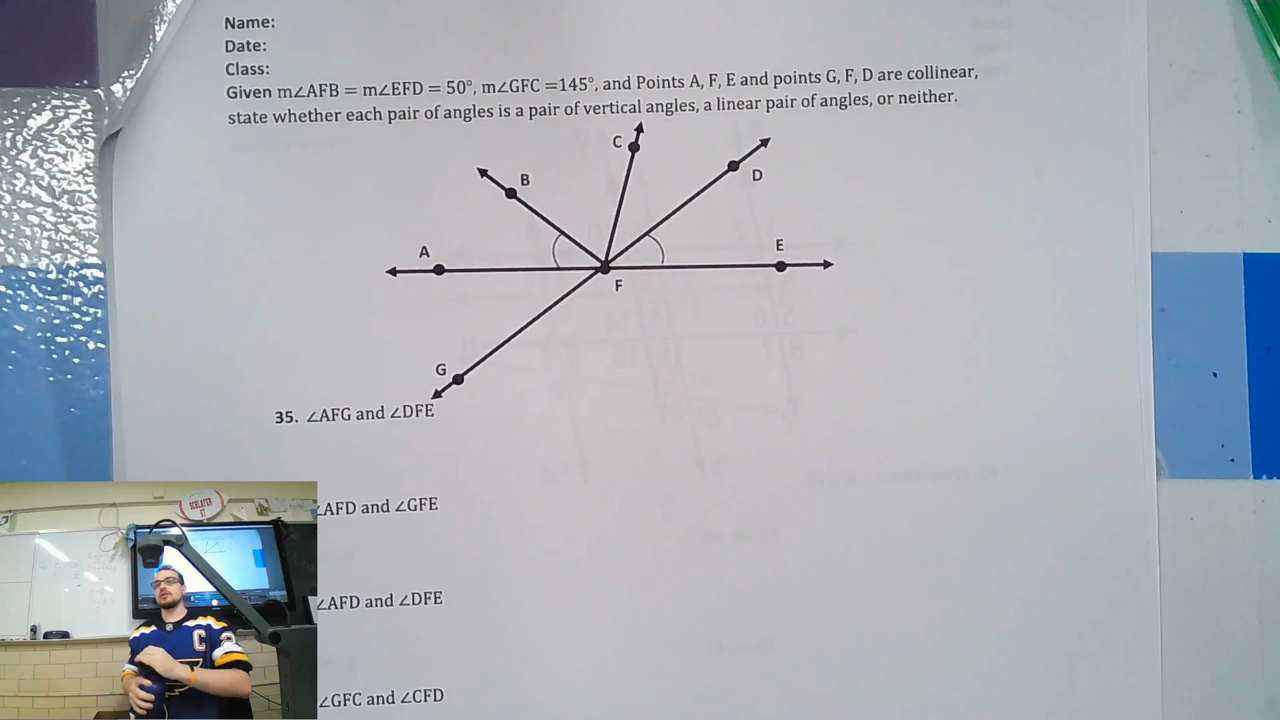 Name:
Date:
Class:
Given m∠AFB = m∠EFD = 50°, m∠GFC =145°, and Points A, F, E and points G, F, D are collinear,
state whether each pair of angles is a pair of vertical angles, a linear pair of angles, or neither.
C
D
B
A
E
F
G
35. ∠AFG and ∠DFE
∠AFD and ∠GFE
∠AFD and ∠DFE
∠GFC and ∠CFD
SCHLAFER
67
C